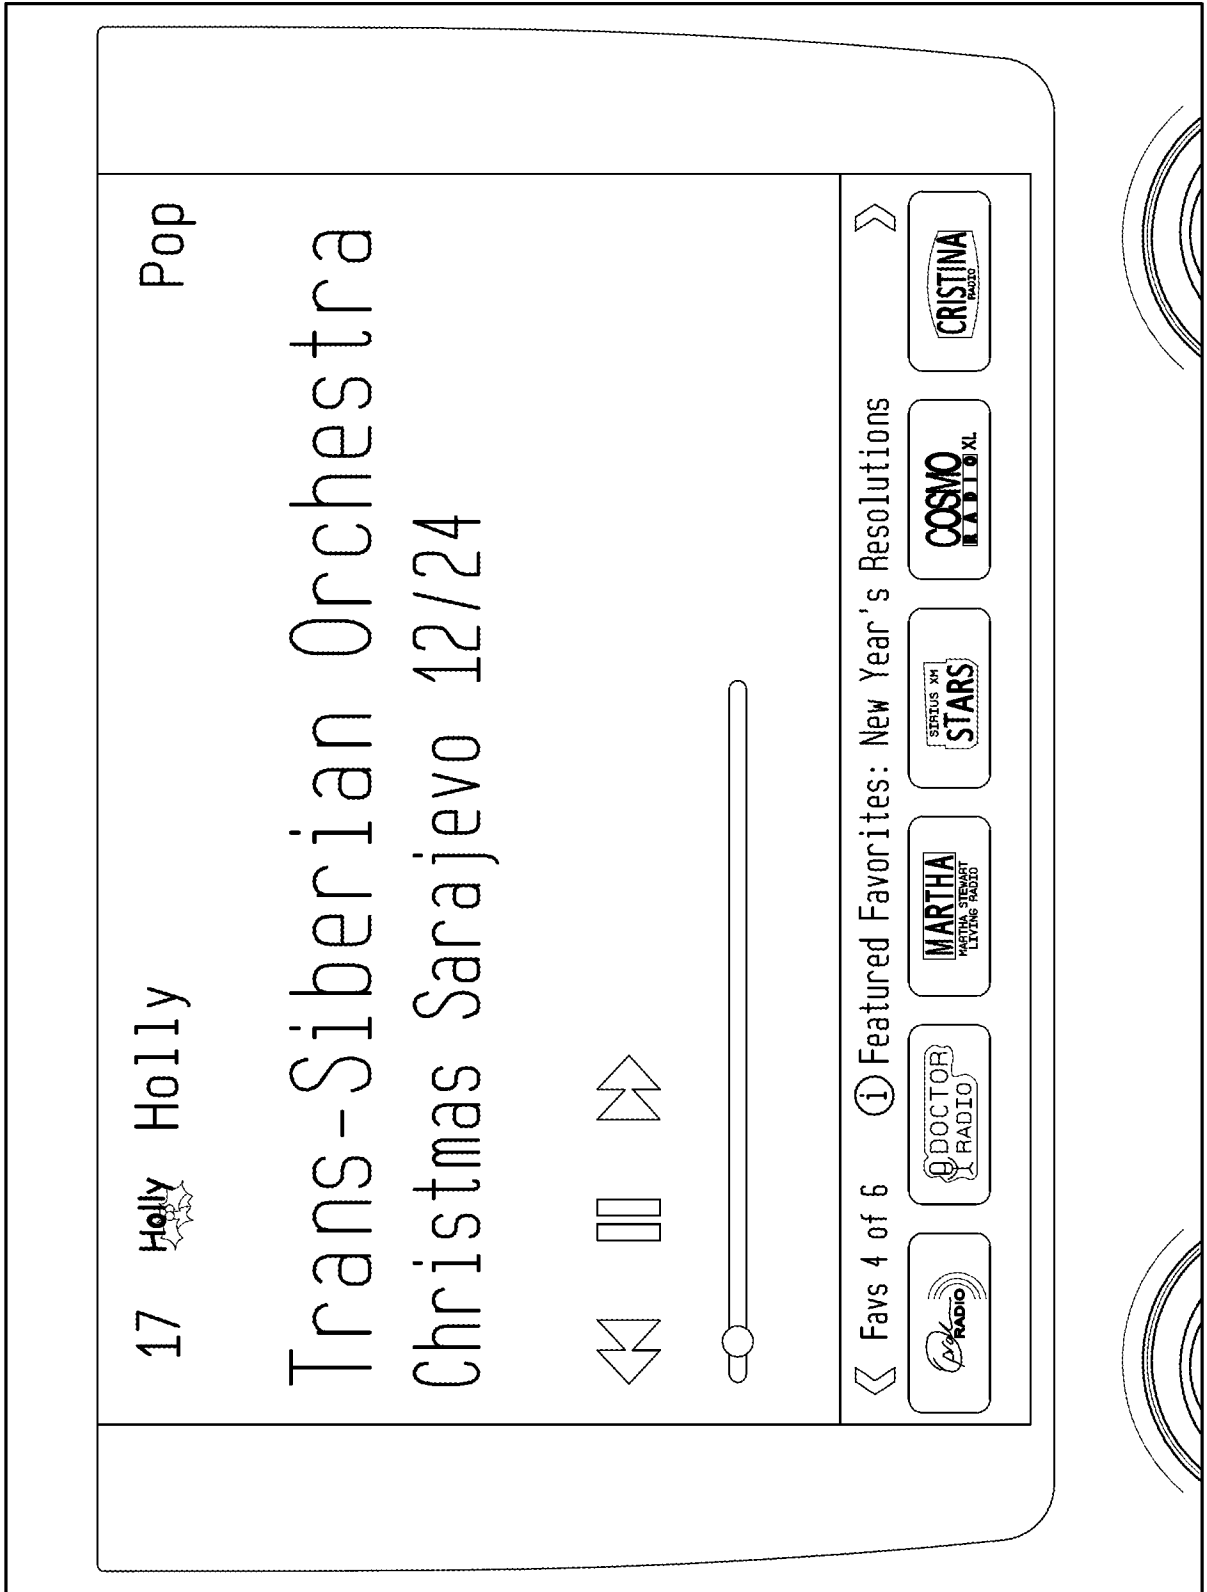 17 Holly Holly Pop
Trans-Siberian Orchestra
Christmas Sarajevo 12/24
Favs 4 of 6 i Featured Favorites: New Year's Resolutions
Oprah
RADIO
DOCTOR
RADIO
MARTHA
MARTHA STEWART
LIVING RADIO
SIRIUS XM
STARS
COSMO
RADIO XL
CRISTINA
RADIO